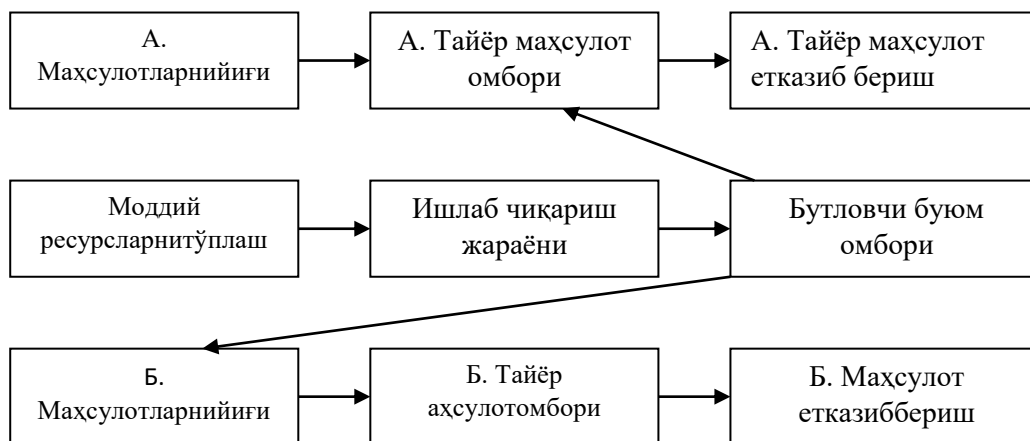 А.
Маҳсулотларнийиғи
А. Тайёр маҳсулот
омбори
А. Тайёр маҳсулот
етказиб бериш
Моддий
ресурсларнитўплаш
Ишлаб чиқариш
жараёни
Бутловчи буюм
омбори
Б.
Маҳсулотларнийиғи
Б. Тайёр
аҳсулотомбори
Б. Маҳсулот
етказиббериш